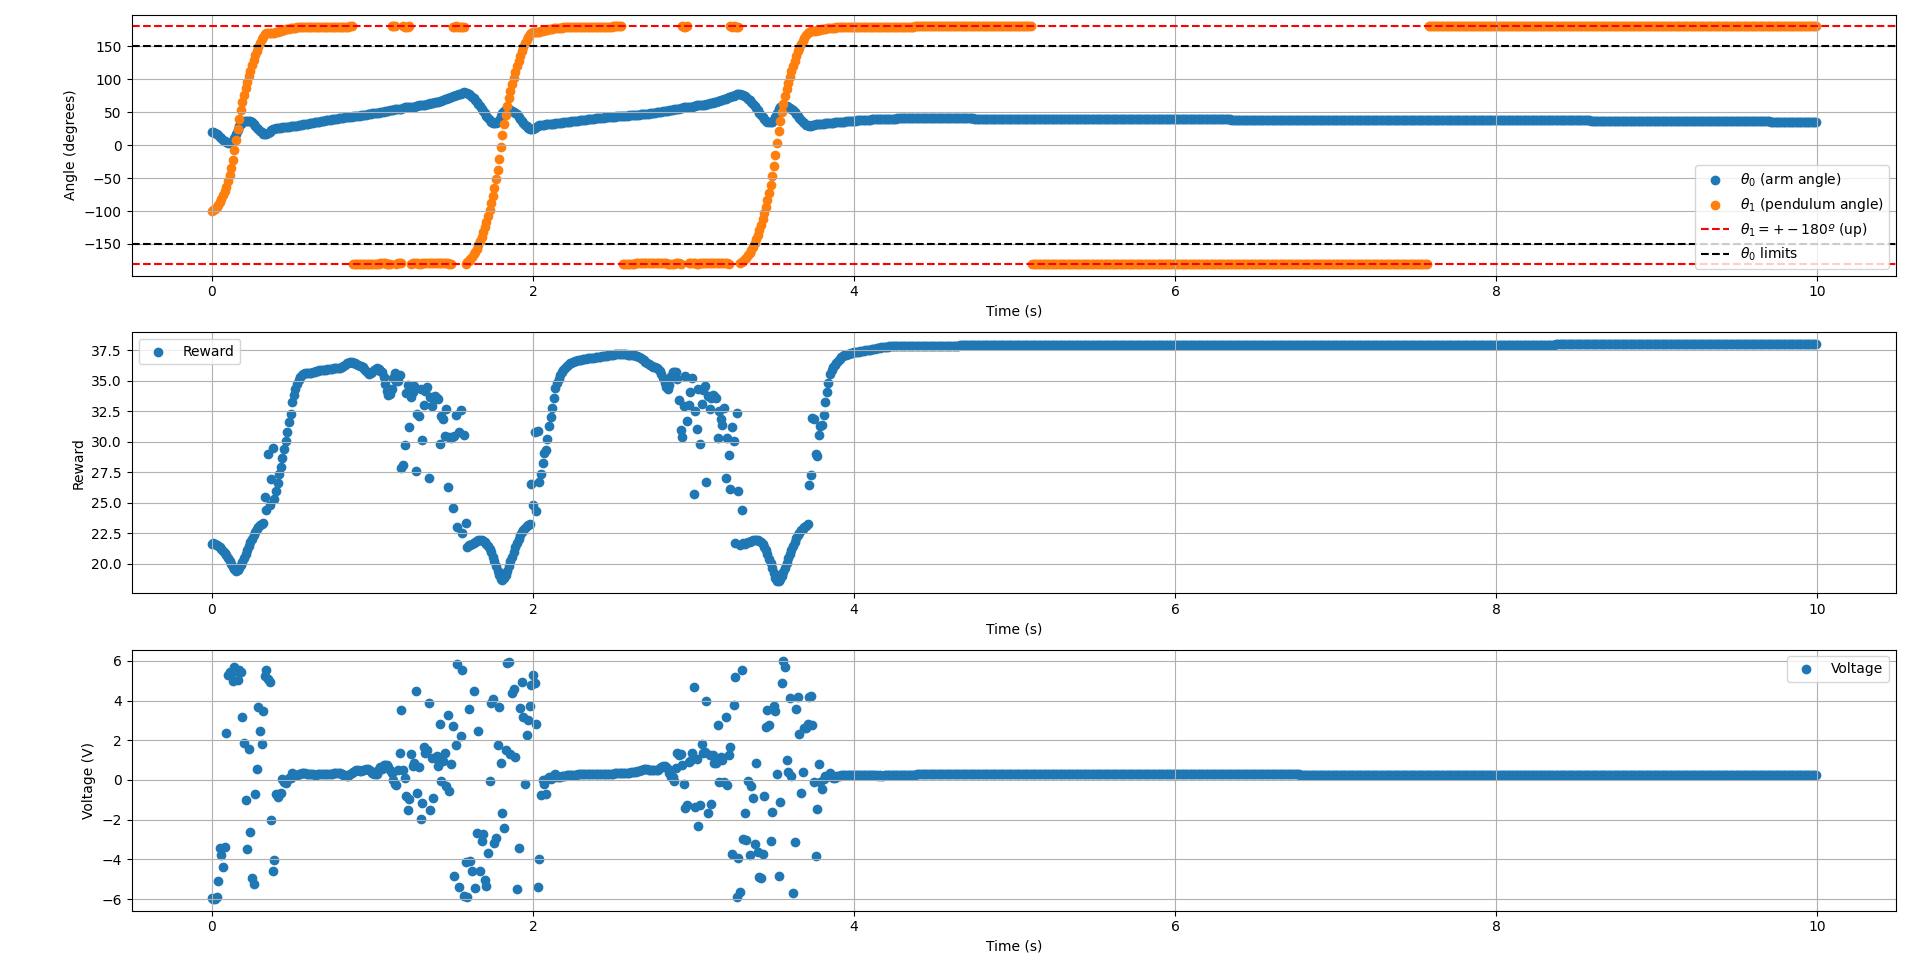 Angle (degrees)
150
100
50
0
−50
−100
−150
θ₀ (arm angle)
θ₁ (pendulum angle)
θ₁ = + − 180º (up)
θ₀ limits
0 2 4 6 8 10
Time (s)
Reward
37.5
35.0
32.5
30.0
27.5
25.0
22.5
20.0
Reward
0 2 4 6 8 10
Time (s)
Voltage (V)
6
4
2
0
−2
−4
−6
Voltage
0 2 4 6 8 10
Time (s)